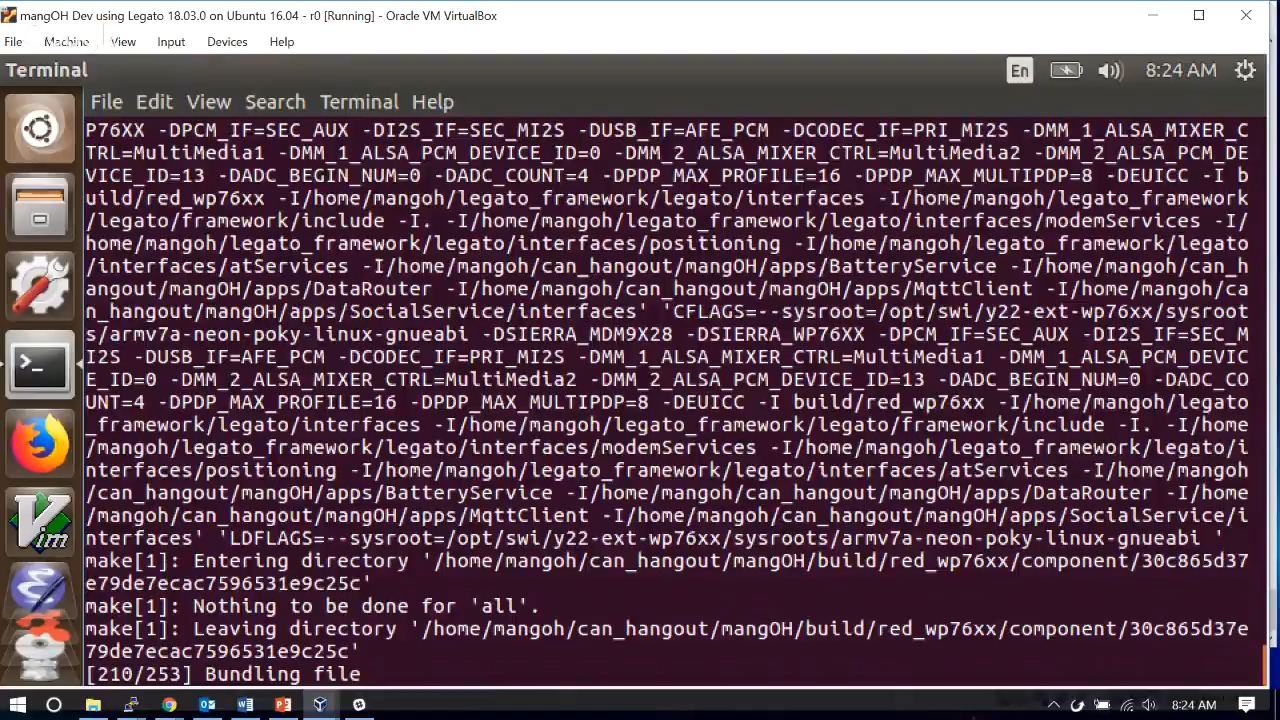 mangOH Dev using Legato 18.03.0 on Ubuntu 16.04 - r0 [Running] - Oracle VM VirtualBox
File Machine View Input Devices Help
Terminal En 8:24 AM
File Edit View Search Terminal Help
P76XX -DPCM_IF=SEC_AUX -DI2S_IF=SEC_MI2S -DUSB_IF=AFE_PCM -DCODEC_IF=PRI_MI2S -DMM_1_ALSA_MIXER_C
TRL=MultiMedia1 -DMM_1_ALSA_PCM_DEVICE_ID=0 -DMM_2_ALSA_MIXER_CTRL=MultiMedia2 -DMM_2_ALSA_PCM_DE
VICE_ID=13 -DADC_BEGIN_NUM=0 -DADC_COUNT=4 -DPDP_MAX_PROFILE=16 -DPDP_MAX_MULTIPDP=8 -DEUICC -I b
uild/red_wp76xx -I/home/mangoh/legato_framework/legato/interfaces -I/home/mangoh/legato_framework
/legato/framework/include -I. -I/home/mangoh/legato_framework/legato/interfaces/modemServices -I/
home/mangoh/legato_framework/legato/interfaces/positioning -I/home/mangoh/legato_framework/legato
/interfaces/atServices -I/home/mangoh/can_hangout/mangOH/apps/BatteryService -I/home/mangoh/can_h
angout/mangOH/apps/DataRouter -I/home/mangoh/can_hangout/mangOH/apps/MqttClient -I/home/mangoh/ca
n_hangout/mangOH/apps/SocialService/interfaces' 'CFLAGS=--sysroot=/opt/swi/y22-ext-wp76xx/sysroot
s/armv7a-neon-poky-linux-gnueabi -DSIERRA_MDM9X28 -DSIERRA_WP76XX -DPCM_IF=SEC_AUX -DI2S_IF=SEC_M
I2S -DUSB_IF=AFE_PCM -DCODEC_IF=PRI_MI2S -DMM_1_ALSA_MIXER_CTRL=MultiMedia1 -DMM_1_ALSA_PCM_DEVIC
E_ID=0 -DMM_2_ALSA_MIXER_CTRL=MultiMedia2 -DMM_2_ALSA_PCM_DEVICE_ID=13 -DADC_BEGIN_NUM=0 -DADC_CO
UNT=4 -DPDP_MAX_PROFILE=16 -DPDP_MAX_MULTIPDP=8 -DEUICC -I build/red_wp76xx -I/home/mangoh/legato
_framework/legato/interfaces -I/home/mangoh/legato_framework/legato/framework/include -I. -I/home
/mangoh/legato_framework/legato/interfaces/modemServices -I/home/mangoh/legato_framework/legato/i
nterfaces/positioning -I/home/mangoh/legato_framework/legato/interfaces/atServices -I/home/mangoh
/can_hangout/mangOH/apps/BatteryService -I/home/mangoh/can_hangout/mangOH/apps/DataRouter -I/home
/mangoh/can_hangout/mangOH/apps/MqttClient -I/home/mangoh/can_hangout/mangOH/apps/SocialService/i
nterfaces' 'LDFLAGS=--sysroot=/opt/swi/y22-ext-wp76xx/sysroots/armv7a-neon-poky-linux-gnueabi '
make[1]: Entering directory '/home/mangoh/can_hangout/mangOH/build/red_wp76xx/component/30c865d37
e79de7ecac7596531e9c25c'
make[1]: Nothing to be done for 'all'.
make[1]: Leaving directory '/home/mangoh/can_hangout/mangOH/build/red_wp76xx/component/30c865d37e
79de7ecac7596531e9c25c'
[210/253] Bundling file
8:24 AM